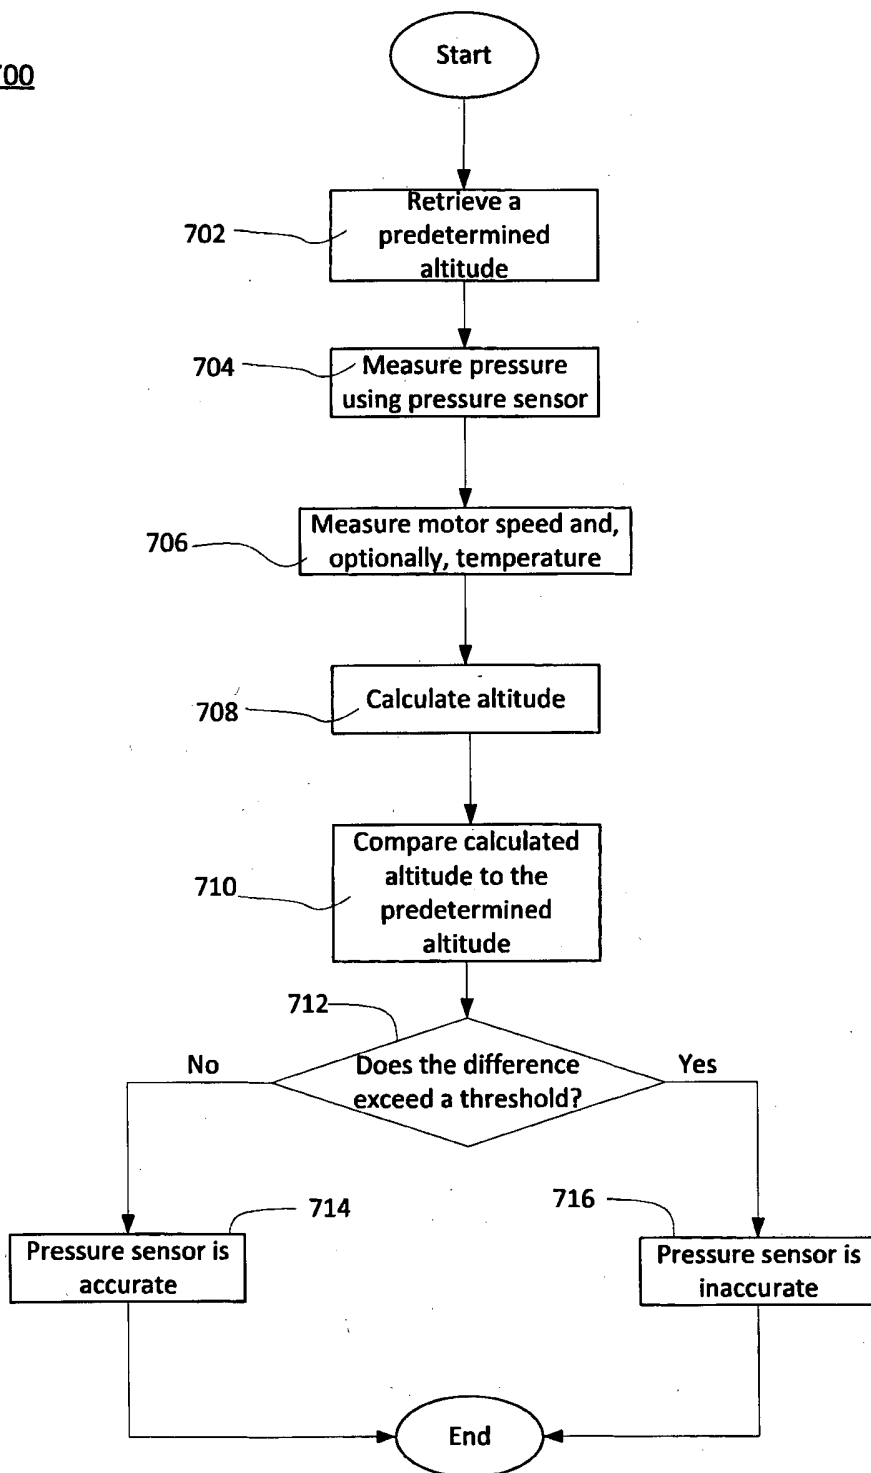 Start
702
Retrieve a
predetermined
altitude
704
Measure pressure
using pressure sensor
706
Measure motor speed and,
optionally, temperature
708
Calculate altitude
710
Compare calculated
altitude to the
predetermined
altitude
712
Does the difference
exceed a threshold?
No
Yes
714
Pressure sensor is
accurate
716
Pressure sensor is
inaccurate
End